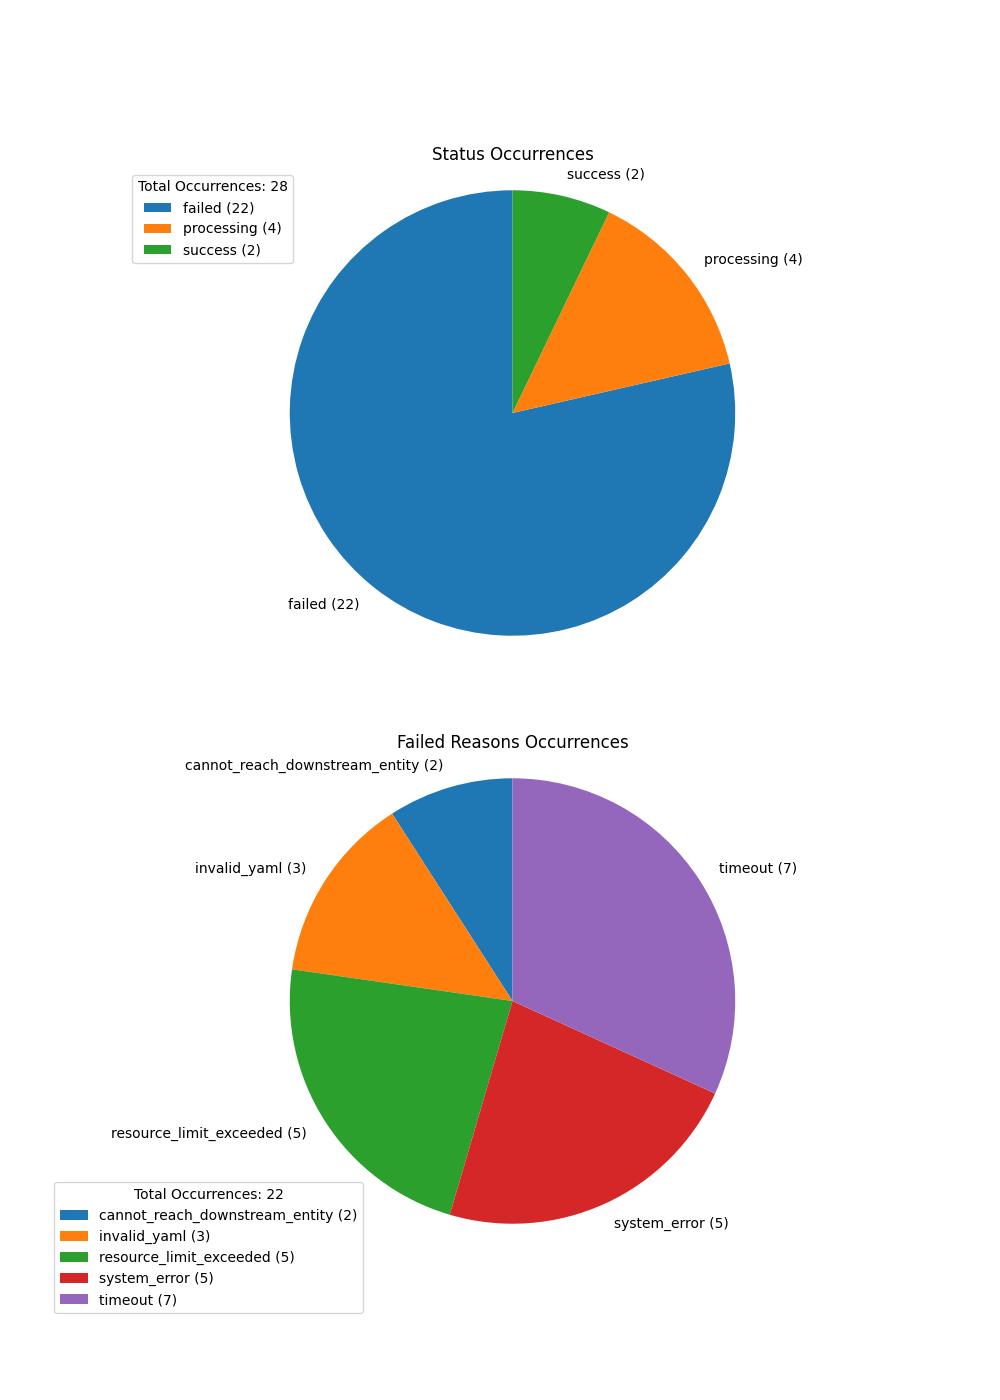 Status Occurrences
Total Occurrences: 28
failed (22)
processing (4)
success (2)
success (2)
processing (4)
failed (22)
Failed Reasons Occurrences
cannot_reach_downstream_entity (2)
invalid_yaml (3)
timeout (7)
resource_limit_exceeded (5)
system_error (5)
Total Occurrences: 22
cannot_reach_downstream_entity (2)
invalid_yaml (3)
resource_limit_exceeded (5)
system_error (5)
timeout (7)